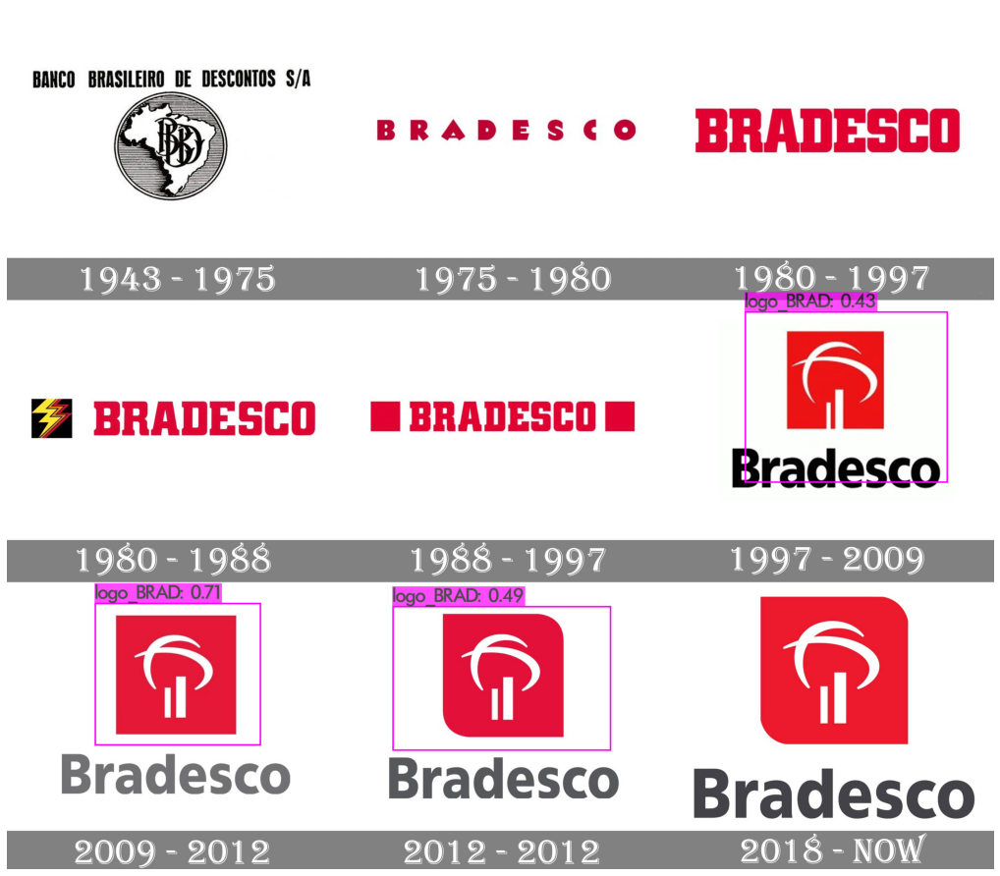 BANCO BRASILEIRO DE DESCONTOS S/A
BBD
BRADESCO
BRADESCO
1943 - 1975
1975 - 1980
1980 - 1997
logo_BRAD: 0.43
BRADESCO
BRADESCO
Bradesco
1980 - 1988
1988 - 1997
1997 - 2009
logo_BRAD: 0.71
logo_BRAD: 0.49
Bradesco
Bradesco
Bradesco
2009 - 2012
2012 - 2012
2018 - NOW